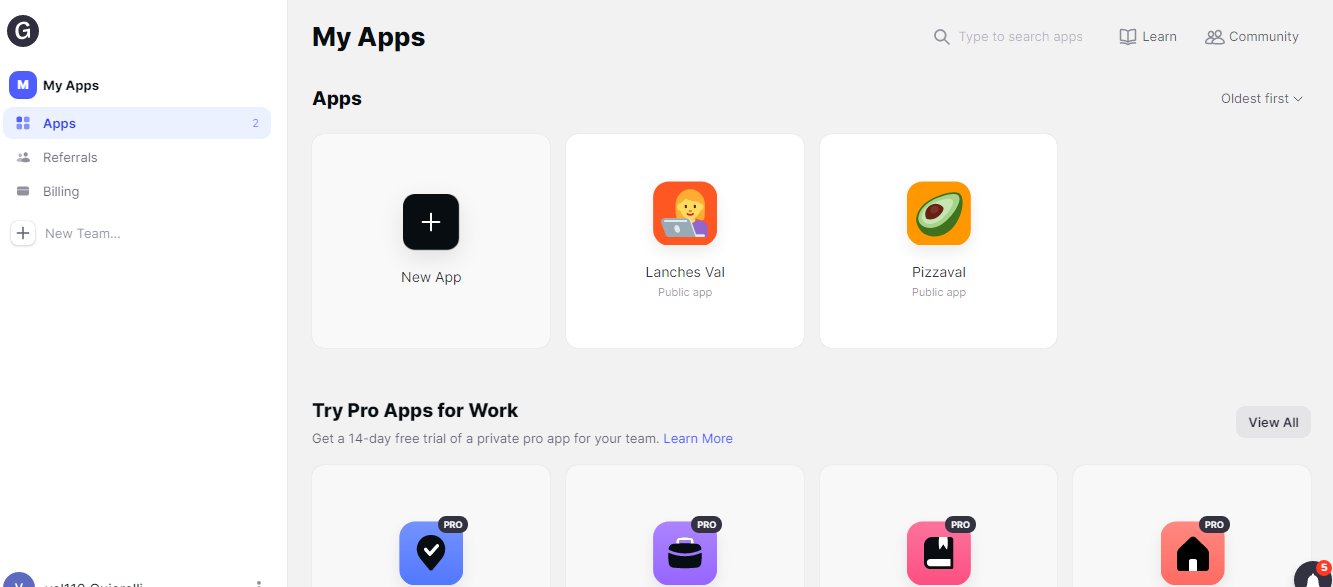 G
My Apps
Type to search apps
Learn
Community
M
My Apps
Apps
2
Referrals
Billing
New Team...
Apps
Oldest first
New App
Lanches Val
Public app
Pizzaval
Public app
Try Pro Apps for Work
Get a 14-day free trial of a private pro app for your team. Learn More
View All
PRO
PRO
PRO
PRO
5